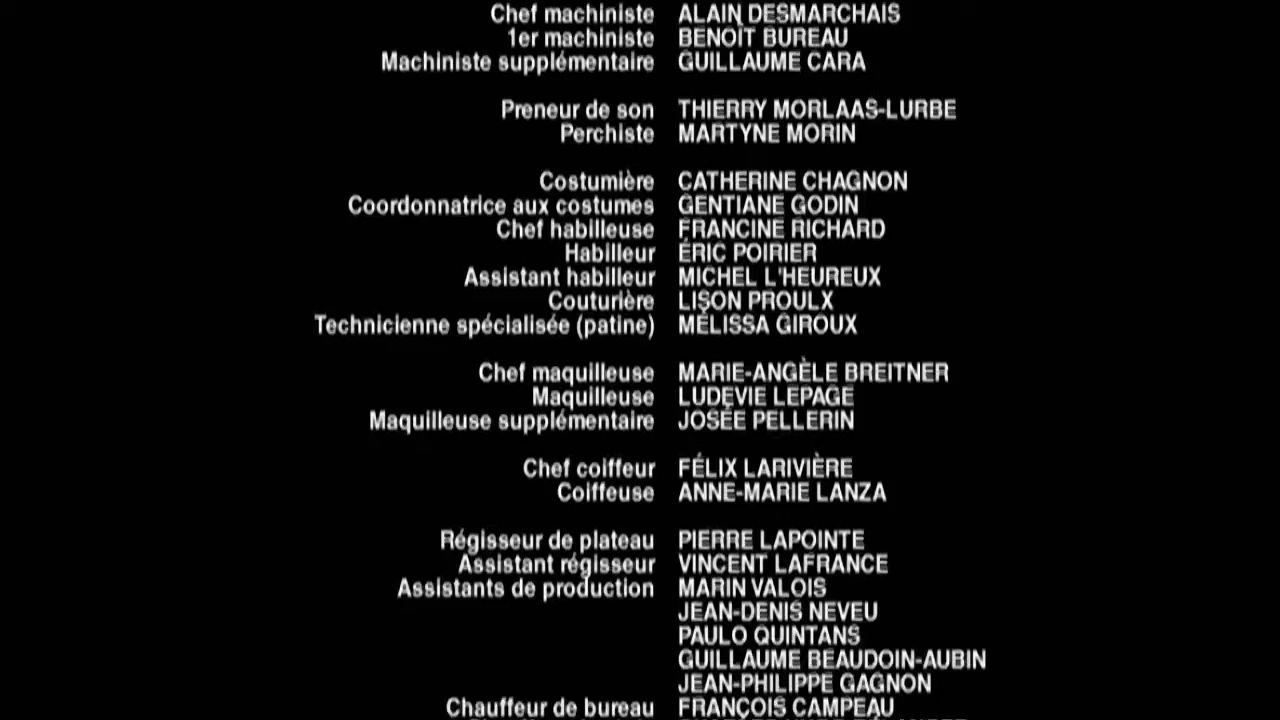 Chef machiniste ALAIN DESMARCHAIS
1er machiniste BENOÎT BUREAU
Machiniste supplémentaire GUILLAUME CARA
Preneur de son THIERRY MORLAAS-LURBE
Perchiste MARTYNE MORIN
Costumière CATHERINE CHAGNON
Coordonnatrice aux costumes GENTIANE GODIN
Chef habilleuse FRANCINE RICHARD
Habilleur ÉRIC POIRIER
Assistant habilleur MICHEL L'HEUREUX
Couturière LISON PROULX
Technicienne spécialisée (patine) MÉLISSA GIROUX
Chef maquilleuse MARIE-ANGÈLE BREITNER
Maquilleuse LUDEVIE LEPAGE
Maquilleuse supplémentaire JOSÉE PELLERIN
Chef coiffeur FÉLIX LARIVIÈRE
Coiffeuse ANNE-MARIE LANZA
Régisseur de plateau PIERRE LAPOINTE
Assistant régisseur VINCENT LAFRANCE
Assistants de production MARIN VALOIS
JEAN-DENIS NEVEU
PAULO QUINTANS
GUILLAUME BEAUDOIN-AUBIN
JEAN-PHILIPPE GAGNON
Chauffeur de bureau FRANÇOIS CAMPEAU